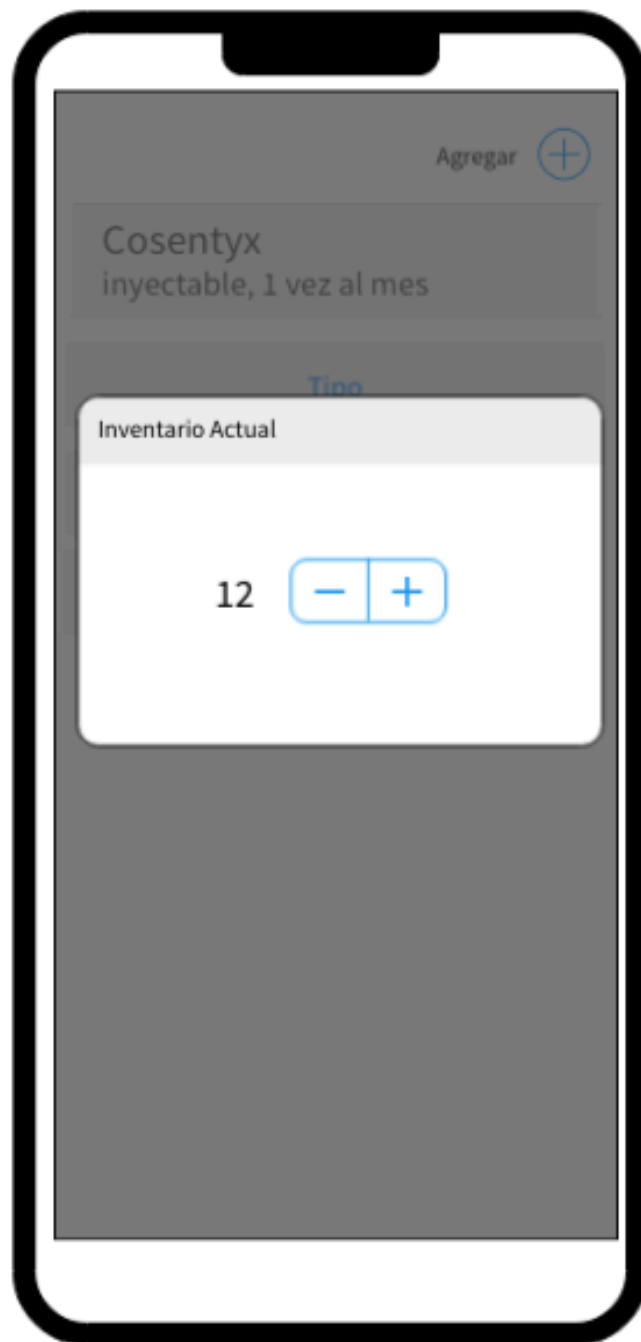 Agregar
Cosentyx
inyectable, 1 vez al mes
Tipo
Inventario Actual
12